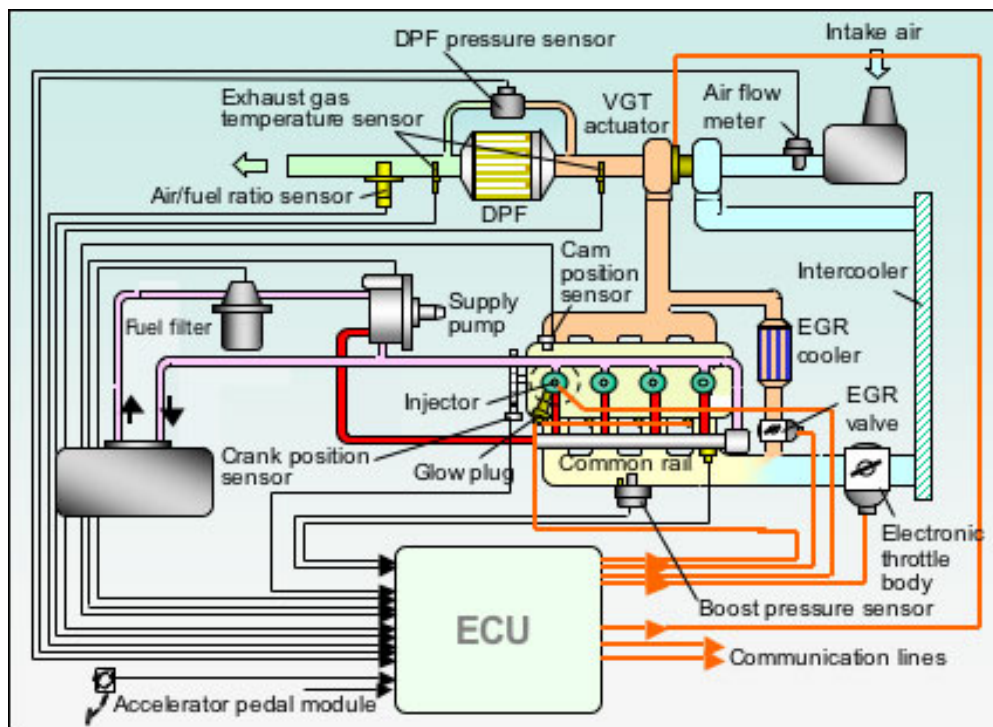 DPF pressure sensor
Intake air
Exhaust gas
temperature sensor
VGT
actuator
Air flow
meter
Air/fuel ratio sensor
DPF
Cam
position
sensor
Intercooler
Fuel filter
Supply
pump
EGR
cooler
Injector
EGR
valve
Crank position
sensor
Glow plug
Common rail
Electronic
throttle
body
Boost pressure sensor
ECU
Communication lines
Accelerator pedal module